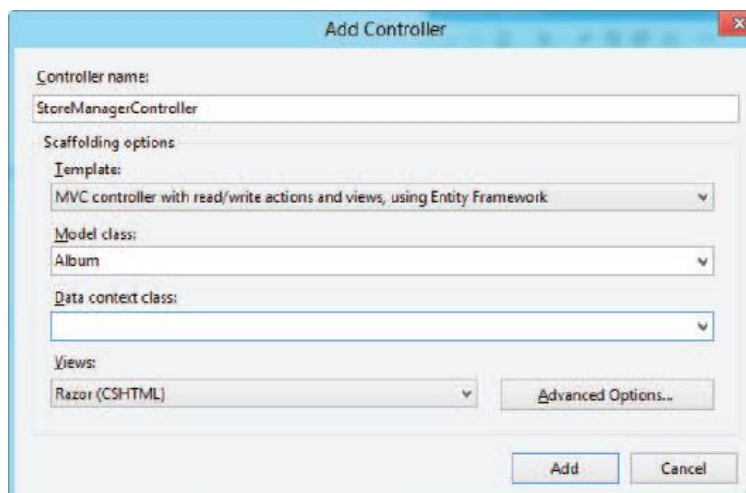 Add Controller
Controller name:
StoreManagerController
Scaffolding options
Template:
MVC controller with read/write actions and views, using Entity Framework
Model class:
Album
Data context class:
Views:
Razor (CSHTML)
Advanced Options...
Add
Cancel